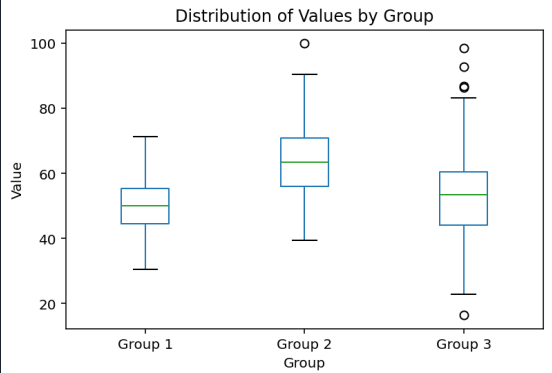 Distribution of Values by Group
100
80
60
40
20
Value
Group 1 Group 2 Group 3
Group